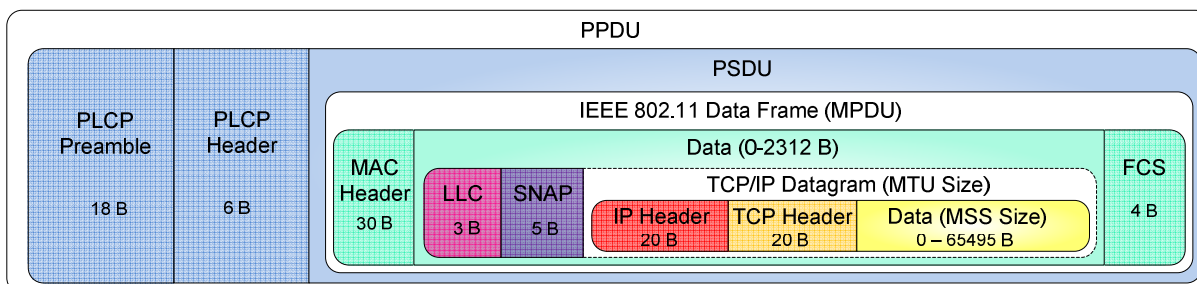 PPDU
PSDU
IEEE 802.11 Data Frame (MPDU)
PLCP
Preamble
18 B
PLCP
Header
6 B
MAC
Header
30 B
Data (0-2312 B)
LLC
3 B
SNAP
5 B
TCP/IP Datagram (MTU Size)
IP Header
20 B
TCP Header
20 B
Data (MSS Size)
0 – 65495 B
FCS
4 B